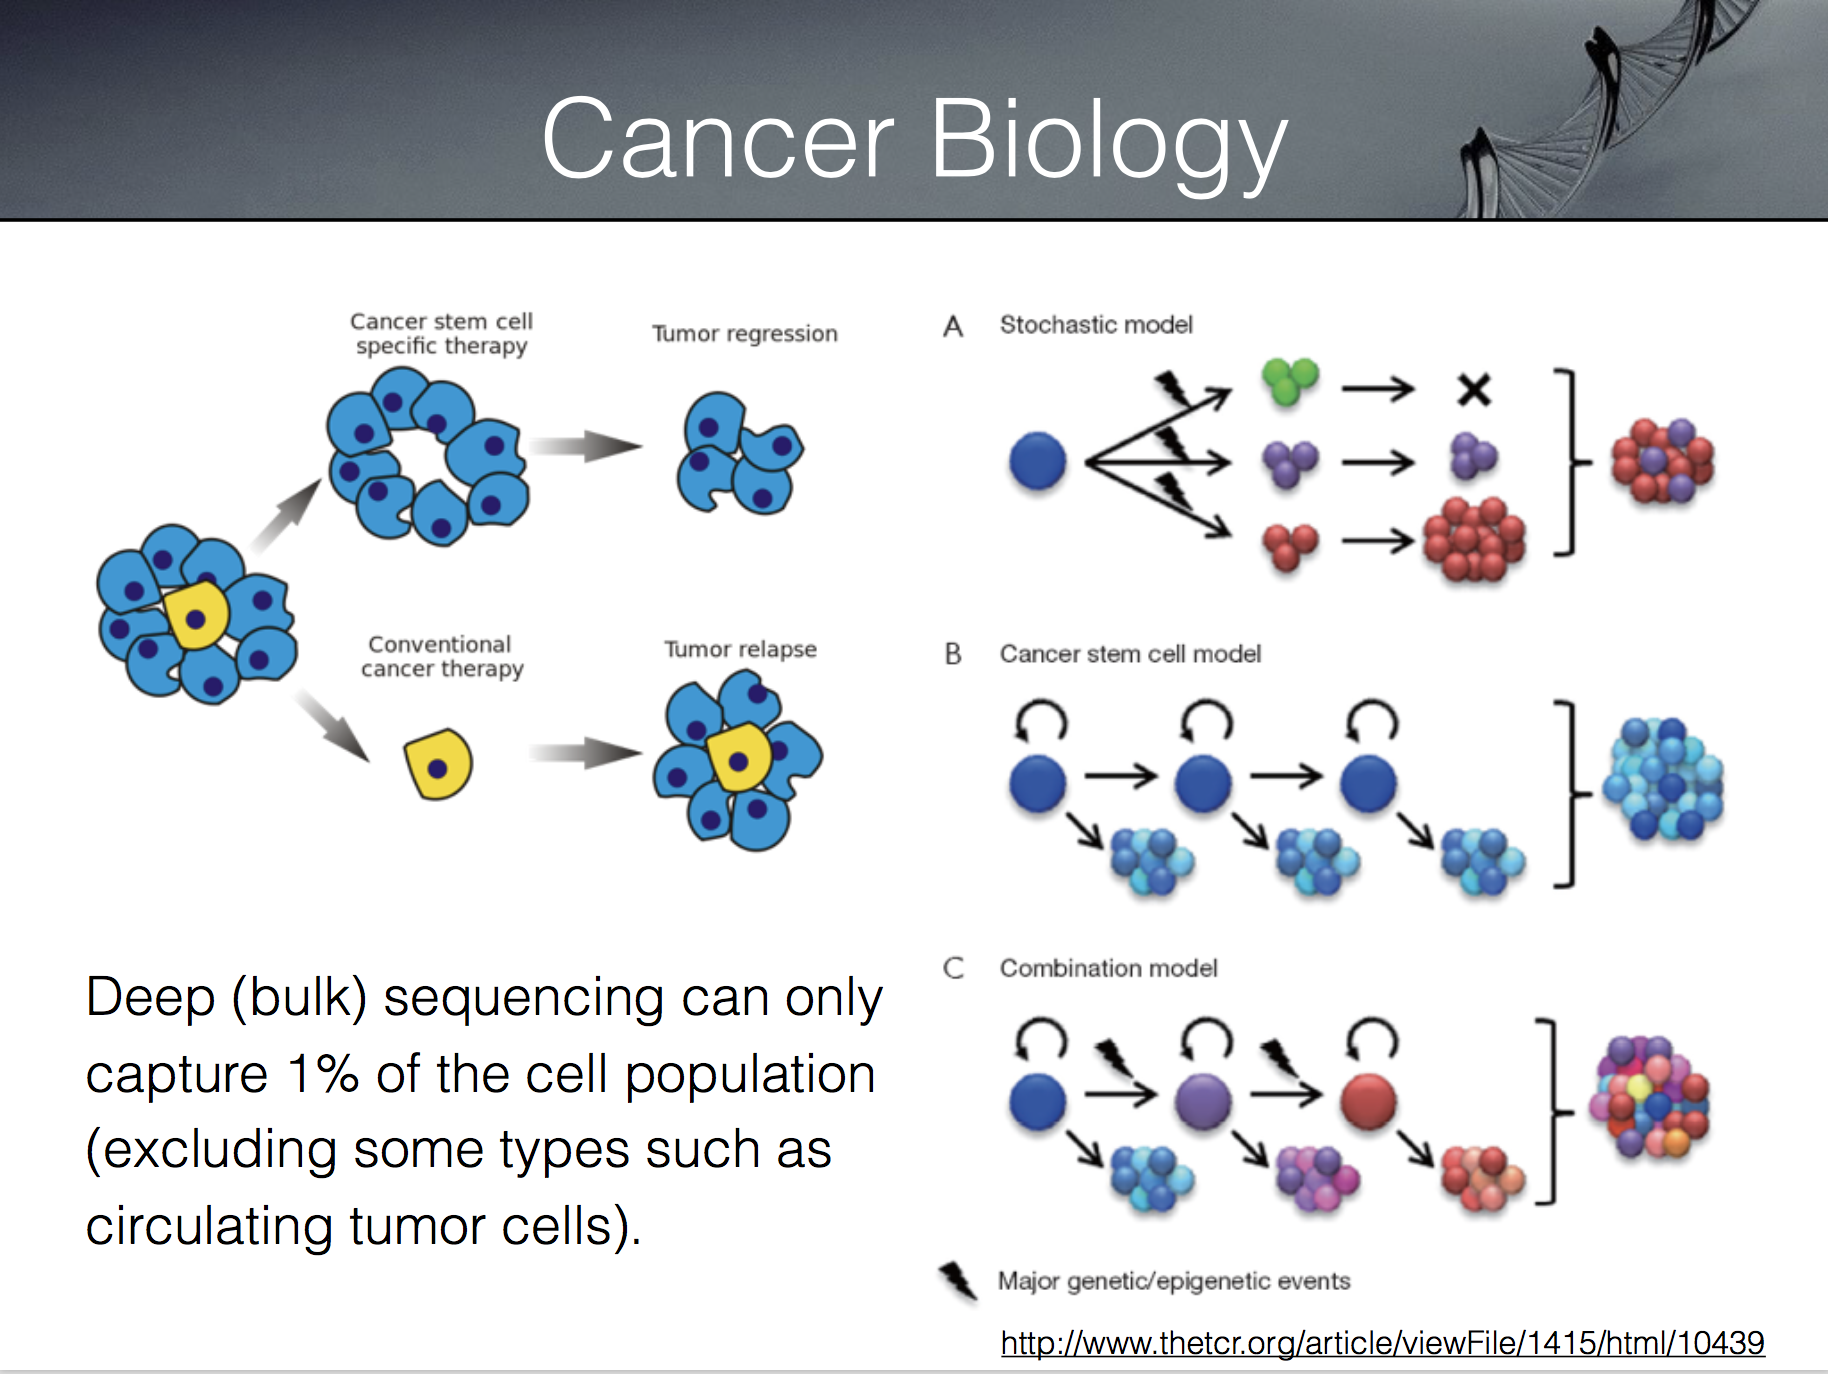 Cancer Biology
Cancer stem cell
specific therapy
Tumor regression
Conventional
cancer therapy
Tumor relapse
Deep (bulk) sequencing can only
capture 1% of the cell population
(excluding some types such as
circulating tumor cells).
A Stochastic model
B Cancer stem cell model
C Combination model
Major genetic/epigenetic events
http://www.thetcr.org/article/viewFile/1415/html/10439